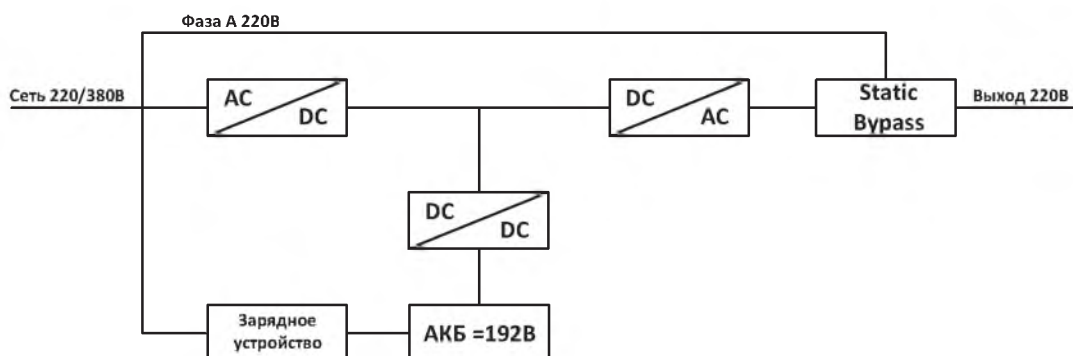 Фаза А 220В
Сеть 220/380В
AC
DC
DC
AC
Static
Bypass
Выход 220В
DC
DC
Зарядное
устройство
АКБ =192В